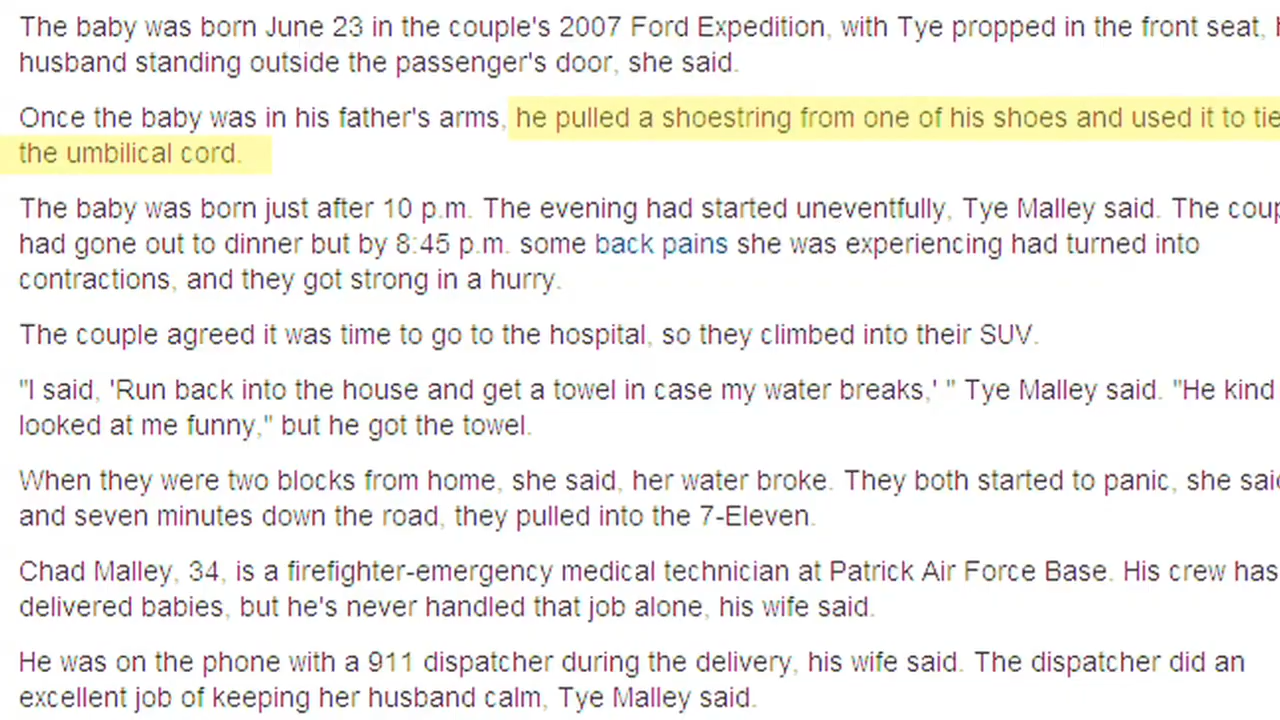 The baby was born June 23 in the couple's 2007 Ford Expedition, with Tye propped in the front seat,
husband standing outside the passenger's door, she said.
Once the baby was in his father's arms, he pulled a shoestring from one of his shoes and used it to tie
the umbilical cord.
The baby was born just after 10 p.m. The evening had started uneventfully, Tye Malley said. The coup
had gone out to dinner but by 8:45 p.m. some back pains she was experiencing had turned into
contractions, and they got strong in a hurry.
The couple agreed it was time to go to the hospital, so they climbed into their SUV.
"I said, 'Run back into the house and get a towel in case my water breaks,' " Tye Malley said. "He kind
looked at me funny," but he got the towel.
When they were two blocks from home, she said, her water broke. They both started to panic, she said
and seven minutes down the road, they pulled into the 7-Eleven.
Chad Malley, 34, is a firefighter-emergency medical technician at Patrick Air Force Base. His crew has
delivered babies, but he's never handled that job alone, his wife said.
He was on the phone with a 911 dispatcher during the delivery, his wife said. The dispatcher did an
excellent job of keeping her husband calm, Tye Malley said.